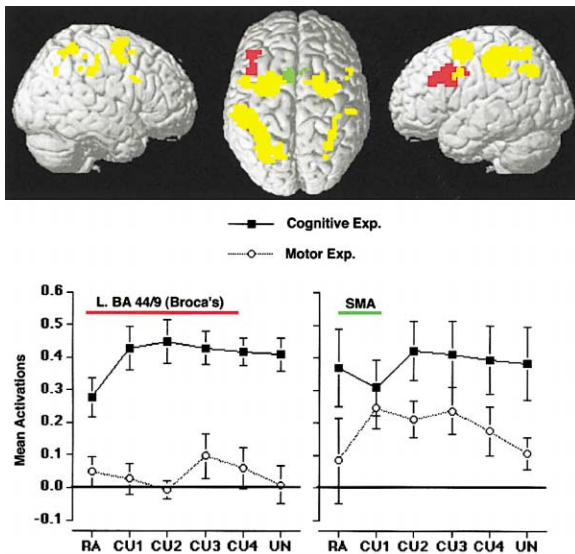 Cognitive Exp.
Motor Exp.
L. BA 44/9 (Broca's)
SMA
Mean Activations
0.6
0.5
0.4
0.3
0.2
0.1
0.0
-0.1
RA CU1 CU2 CU3 CU4 UN
RA CU1 CU2 CU3 CU4 UN